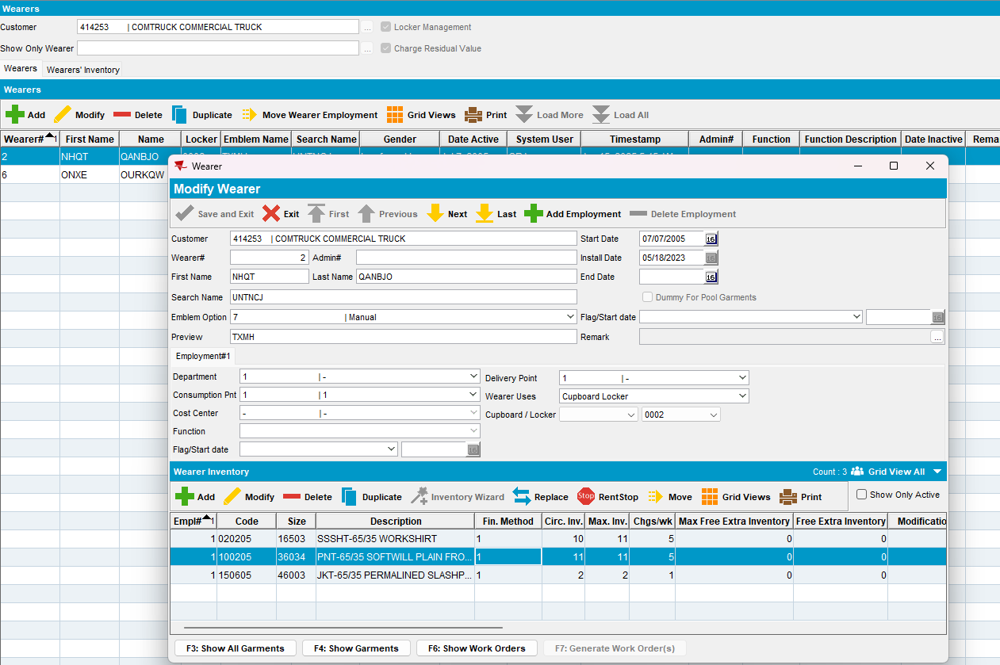 Wearers
Customer 414253 | COMTRUCK COMMERCIAL TRUCK ... Locker Management
Show Only Wearer ... Charge Residual Value
Wearers Wearers' Inventory
Wearers
Add Modify Delete Duplicate Move Wearer Employment Grid Views Print Load More Load All
Wearer# 1 First Name Name Locker Emblem Name Search Name Gender Date Active System User Timestamp Admin# Function Function Description Date Inactive Rema
2 NHQT QANBJO
6 ONXE OURKQW
Wearer
Modify Wearer
Save and Exit Exit First Previous Next Last Add Employment Delete Employment
Customer 414253 | COMTRUCK COMMERCIAL TRUCK Start Date 07/07/2005 16
Wearer# 2 Admin# Install Date 05/18/2023 16
First Name NHQT Last Name QANBJO End Date 16
Search Name UNTNCJ Dummy For Pool Garments
Emblem Option 7 | Manual Flag/Start date 16
Preview TXMH Remark ...
Employment#1
Department 1 | - Delivery Point 1 | -
Consumption Pnt 1 | 1 Wearer Uses Cupboard Locker
Cost Center - | - Cupboard / Locker 0002
Function
Flag/Start date 16
Wearer Inventory Count : 3 Grid View All
Add Modify Delete Duplicate Inventory Wizard Replace Stop RentStop Move Grid Views Print Show Only Active
Empl# 1 Code Size Description Fin. Method Circ. Inv. Max. Inv. Chgs/wk Max Free Extra Inventory Free Extra Inventory Modificatio
1 020205 16503 SSSHT-65/35 WORKSHIRT 1 10 11 5 0 0
1 100205 36034 PNT-65/35 SOFTWILL PLAIN FRO... 1 11 11 5 0 0
1 150605 46003 JKT-65/35 PERMALINED SLASHP... 1 2 2 1 0 0
F3: Show All Garments F4: Show Garments F6: Show Work Orders F7: Generate Work Order(s)